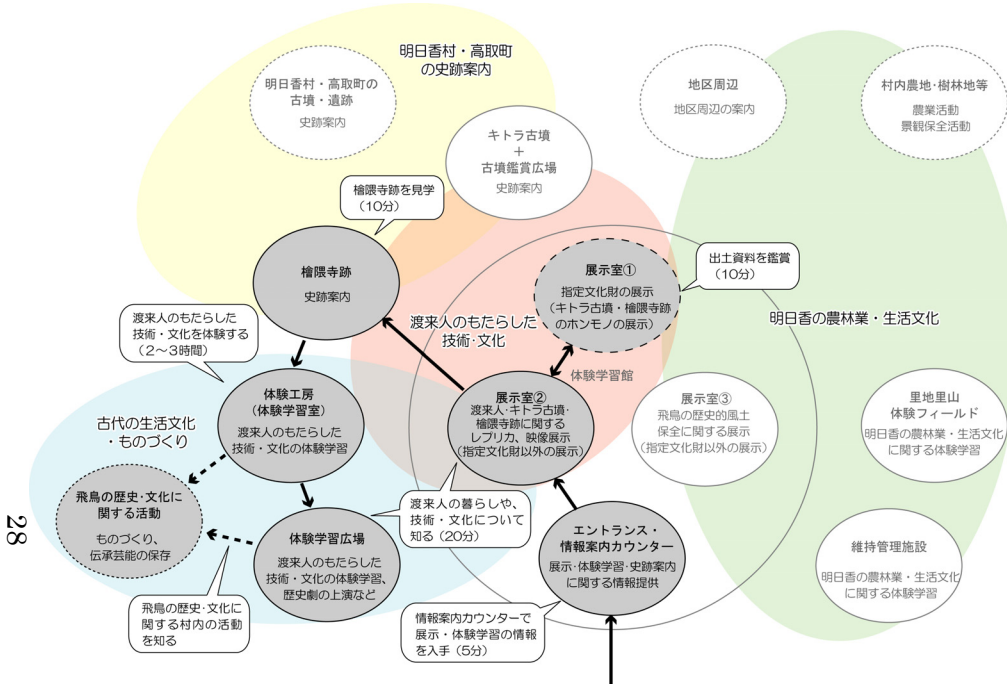 明日香村・高取町
の史跡案内
明日香村・高取町の
古墳・遺跡
史跡案内
キトラ古墳
＋
古墳鑑賞広場
史跡案内
地区周辺
地区周辺の案内
村内農地・樹林地等
農業活動
景観保全活動
檜隈寺跡を見学
（10分）
檜隈寺跡
史跡案内
展示室①
指定文化財の展示
（キトラ古墳・檜隈寺跡
のホンモノの展示）
出土資料を鑑賞
（10分）
渡来人のもたらした
技術・文化
明日香の農林業・生活文化
渡来人のもたらした
技術・文化を体験する
（2～3時間）
体験学習館
古代の生活文化
・ものづくり
体験工房
（体験学習室）
渡来人のもたらした
技術・文化の体験学習
展示室②
渡来人・キトラ古墳・
檜隈寺跡に関する
レプリカ、映像展示
（指定文化財以外の展示）
展示室③
飛鳥の歴史的風土
保全に関する展示
（指定文化財以外の展示）
里地里山
体験フィールド
明日香の農林業・生活文化
に関する体験学習
飛鳥の歴史・文化に
関する活動
ものづくり、
伝承芸能の保存
体験学習広場
渡来人のもたらした
技術・文化の体験学習、
歴史劇の上演など
渡来人の暮らしや、
技術・文化について
知る（20分）
エントランス・
情報案内カウンター
展示・体験学習・史跡案内
に関する情報提供
維持管理施設
明日香の農林業・生活文化
に関する体験学習
飛鳥の歴史・文化に
関する村内の活動
を知る
情報案内カウンターで
展示・体験学習の情報
を入手（5分）
28